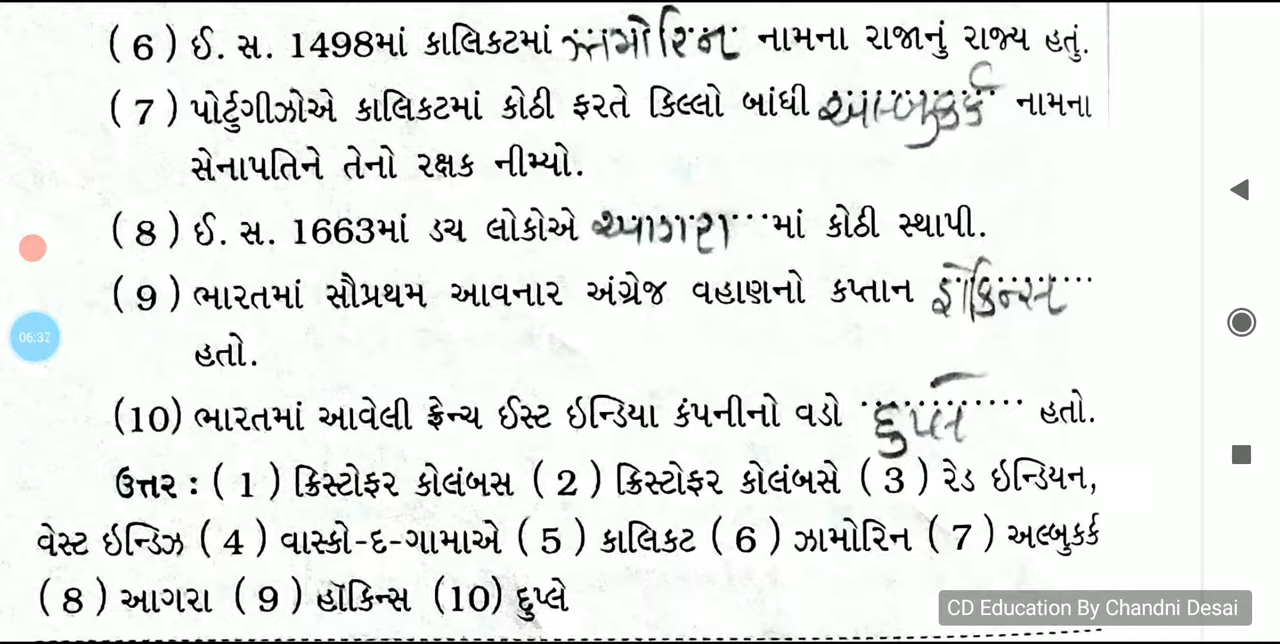 (6) ઈ. સ. 1498માં કાલિકટમાં ઝામોરિન નામના રાજાનું રાજ્ય હતું.
(7) પોર્ટુગીઝોએ કાલિકટમાં કોઠી ફરતે કિલ્લો બાંધી આલ્બુકર્ક નામના
સેનાપતિને તેનો રક્ષક નીમ્યો.
(8) ઈ. સ. 1663માં ડચ લોકોએ આગરા...માં કોઠી સ્થાપી.
(9) ભારતમાં સૌપ્રથમ આવનાર અંગ્રેજ વહાણનો કપ્તાન હોકિન્સ...
હતો.
06:37
(10) ભારતમાં આવેલી ફ્રેન્ચ ઈસ્ટ ઇન્ડિયા કંપનીનો વડો દુપ્લે... હતો.
ઉત્તર : (1) ક્રિસ્ટોફર કોલંબસ (2) ક્રિસ્ટોફર કોલંબસે (3) રેડ ઇન્ડિયન,
વેસ્ટ ઇન્ડિઝ (4) વાસ્કો-દ-ગામાએ (5) કાલિકટ (6) ઝામોરિન (7) અલ્બુકર્ક
(8) આગરા (9) હૉકિન્સ (10) દુપ્લે
CD Education By Chandni Desai